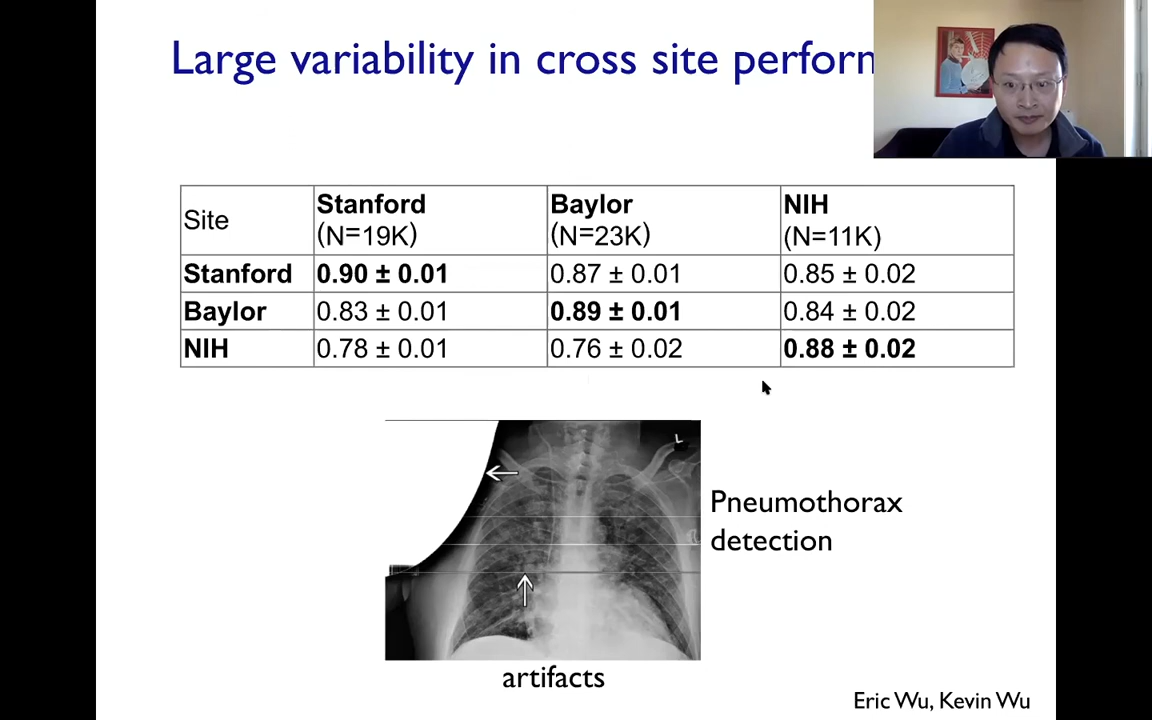 Large variability in cross site perform
Site
Stanford
(N=19K)
Baylor
(N=23K)
NIH
(N=11K)
Stanford 0.90 ± 0.01 0.87 ± 0.01 0.85 ± 0.02
Baylor 0.83 ± 0.01 0.89 ± 0.01 0.84 ± 0.02
NIH 0.78 ± 0.01 0.76 ± 0.02 0.88 ± 0.02
L
Pneumothorax
detection
artifacts
Eric Wu, Kevin Wu